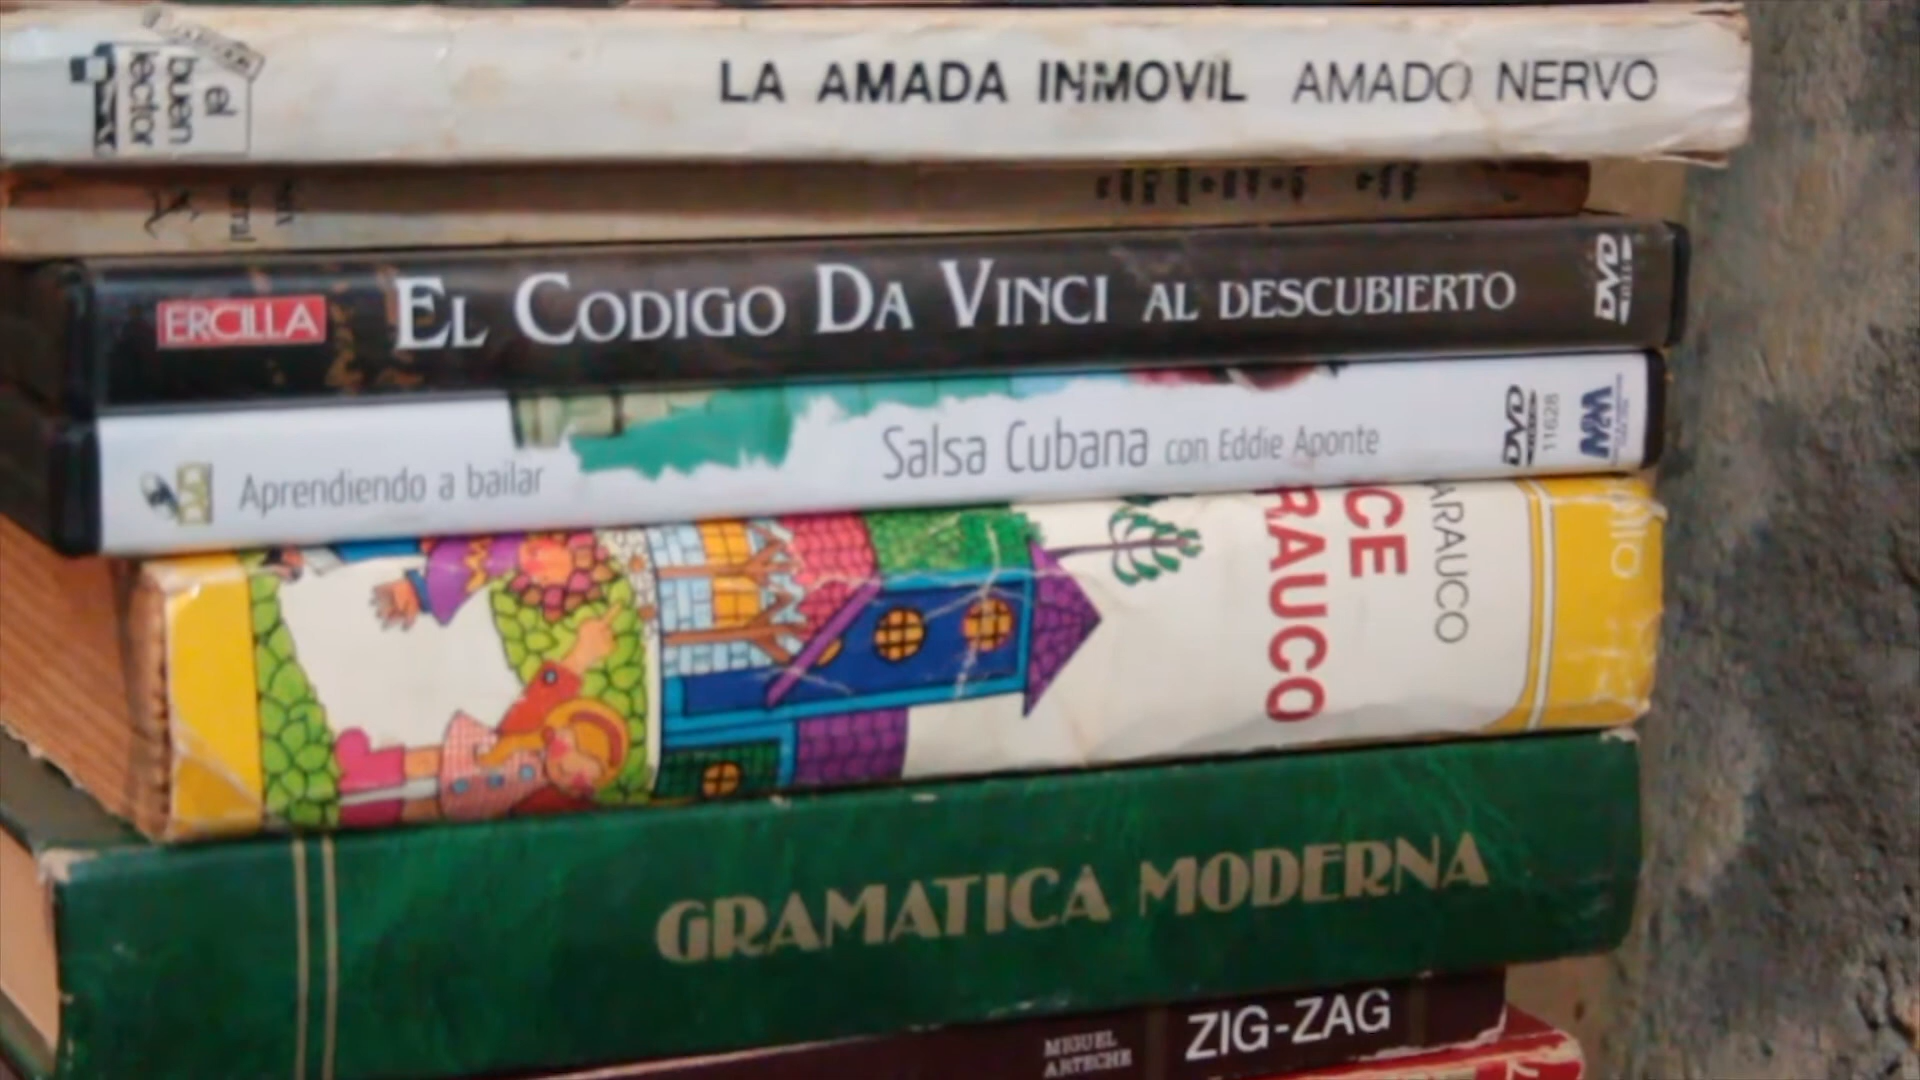 el
buen
lector
LA AMADA INMOVIL AMADO NERVO
ERCILLA EL CODIGO DA VINCI AL DESCUBIERTO DVD
Aprendiendo a bailar Salsa Cubana con Eddie Aponte DVD 11628
ARAUCO
CE
RAUCO
GRAMATICA MODERNA
MIGUEL
ARTECHE
ZIG-ZAG